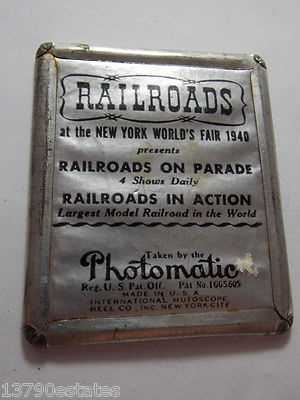 RAILROADS
at the NEW YORK WORLD'S FAIR 1940
presents
RAILROADS ON PARADE
4 Shows Daily
RAILROADS IN ACTION
Largest Model Railroad in the World
Taken by the
Photomatic
Reg. U.S. Pat. Off. Pat No. 1665605
MADE IN U.S.A
INTERNATIONAL MUTOSCOPE
REEL CO., INC. NEW YORK CITY
13790estates